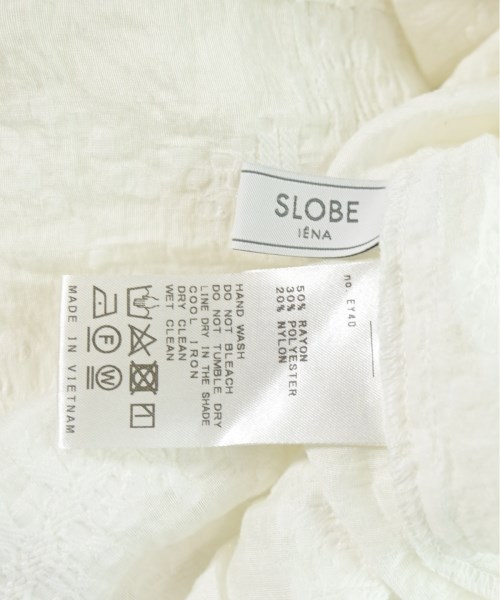 SLOBE
IÉNA
no. EY40
50% RAYON
30% POLYESTER
20% NYLON
HAND WASH
DO NOT BLEACH
DO NOT TUMBLE DRY
LINE DRY IN THE SHADE
COOL IRON
DRY CLEAN
WET CLEAN
F
W
MADE IN VIETNAM